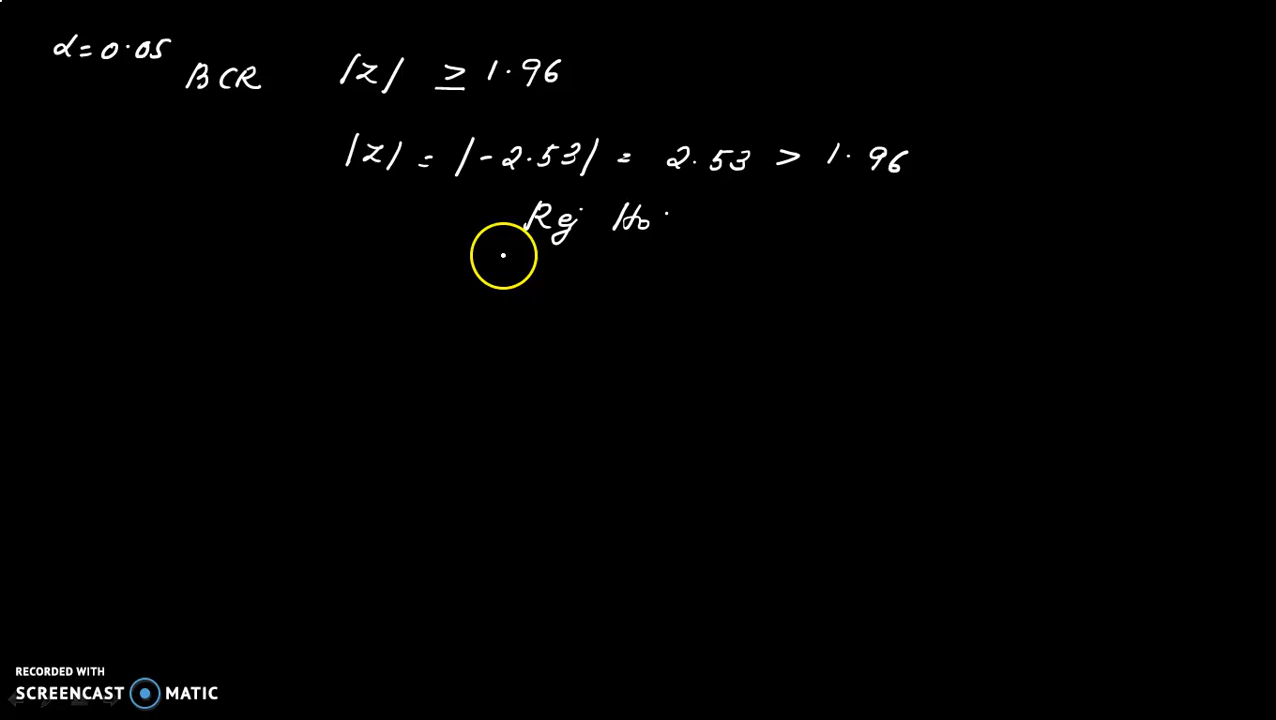 α=0.05
BCR |Z| ≥ 1.96
|Z| = |-2.53| = 2.53 > 1.96
Rej Ho.
RECORDED WITH
SCREENCAST MATIC